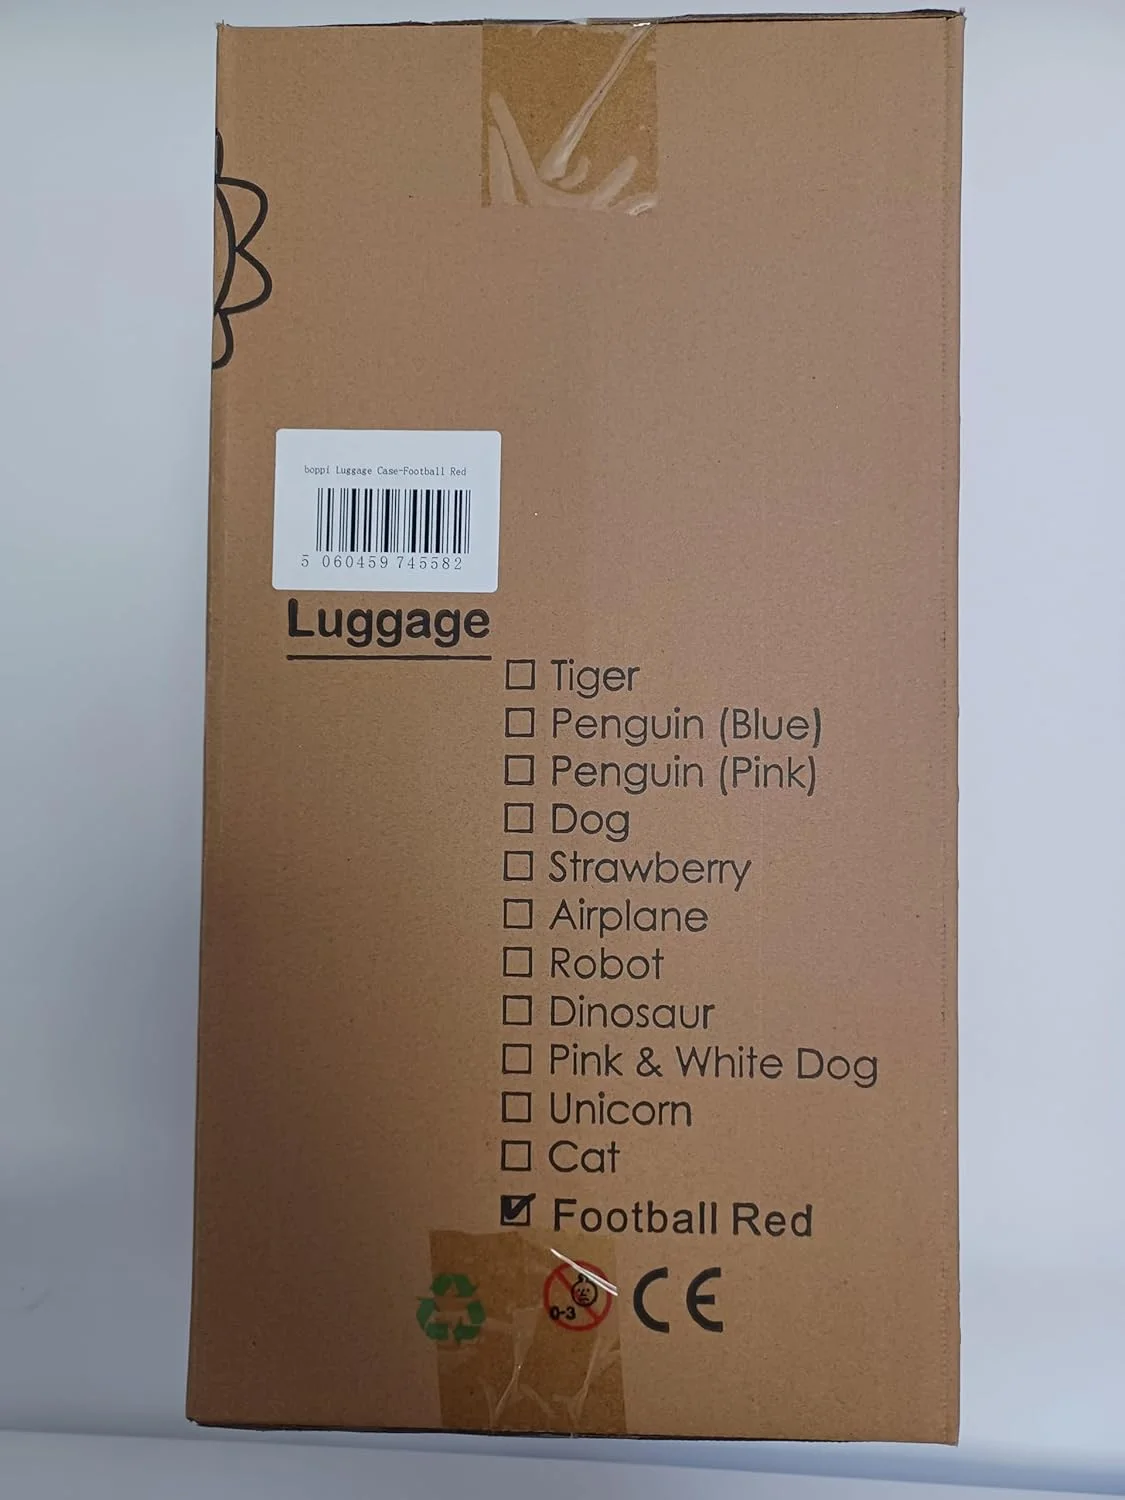 boppi Luggage Case-Football Red
5 060459 745582
Luggage
Tiger
Penguin (Blue)
Penguin (Pink)
Dog
Strawberry
Airplane
Robot
Dinosaur
Pink & White Dog
Unicorn
Cat
Football Red
0-3
CE